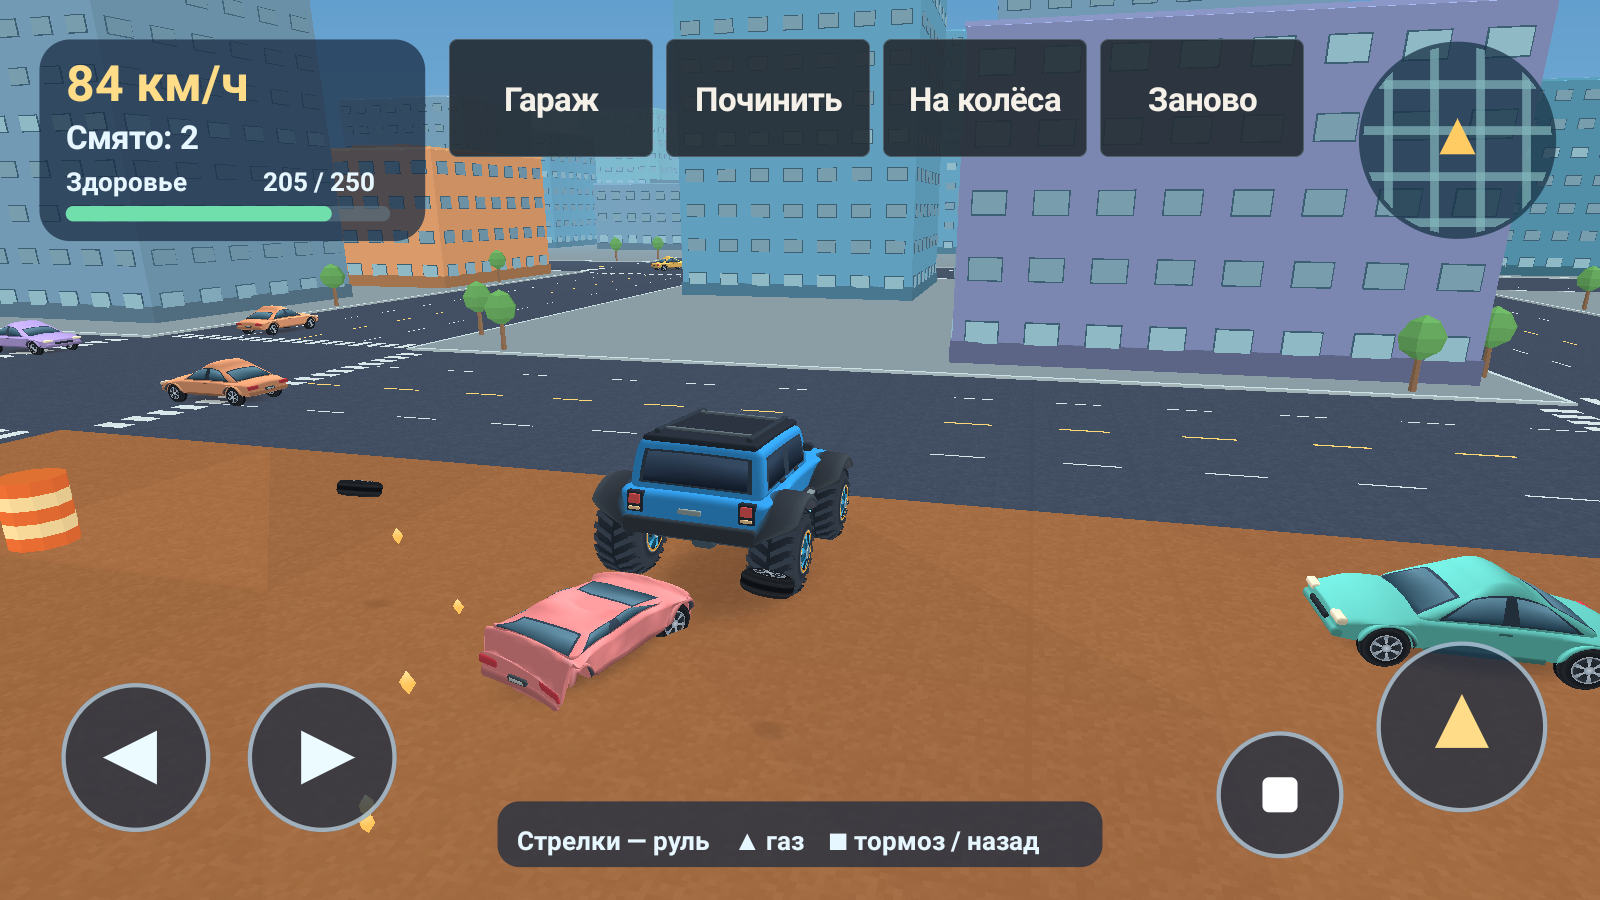 84 км/ч
Смято: 2
Здоровье 205 / 250
Гараж
Починить
На колёса
Заново
Стрелки — руль ▲ газ ■ тормоз / назад